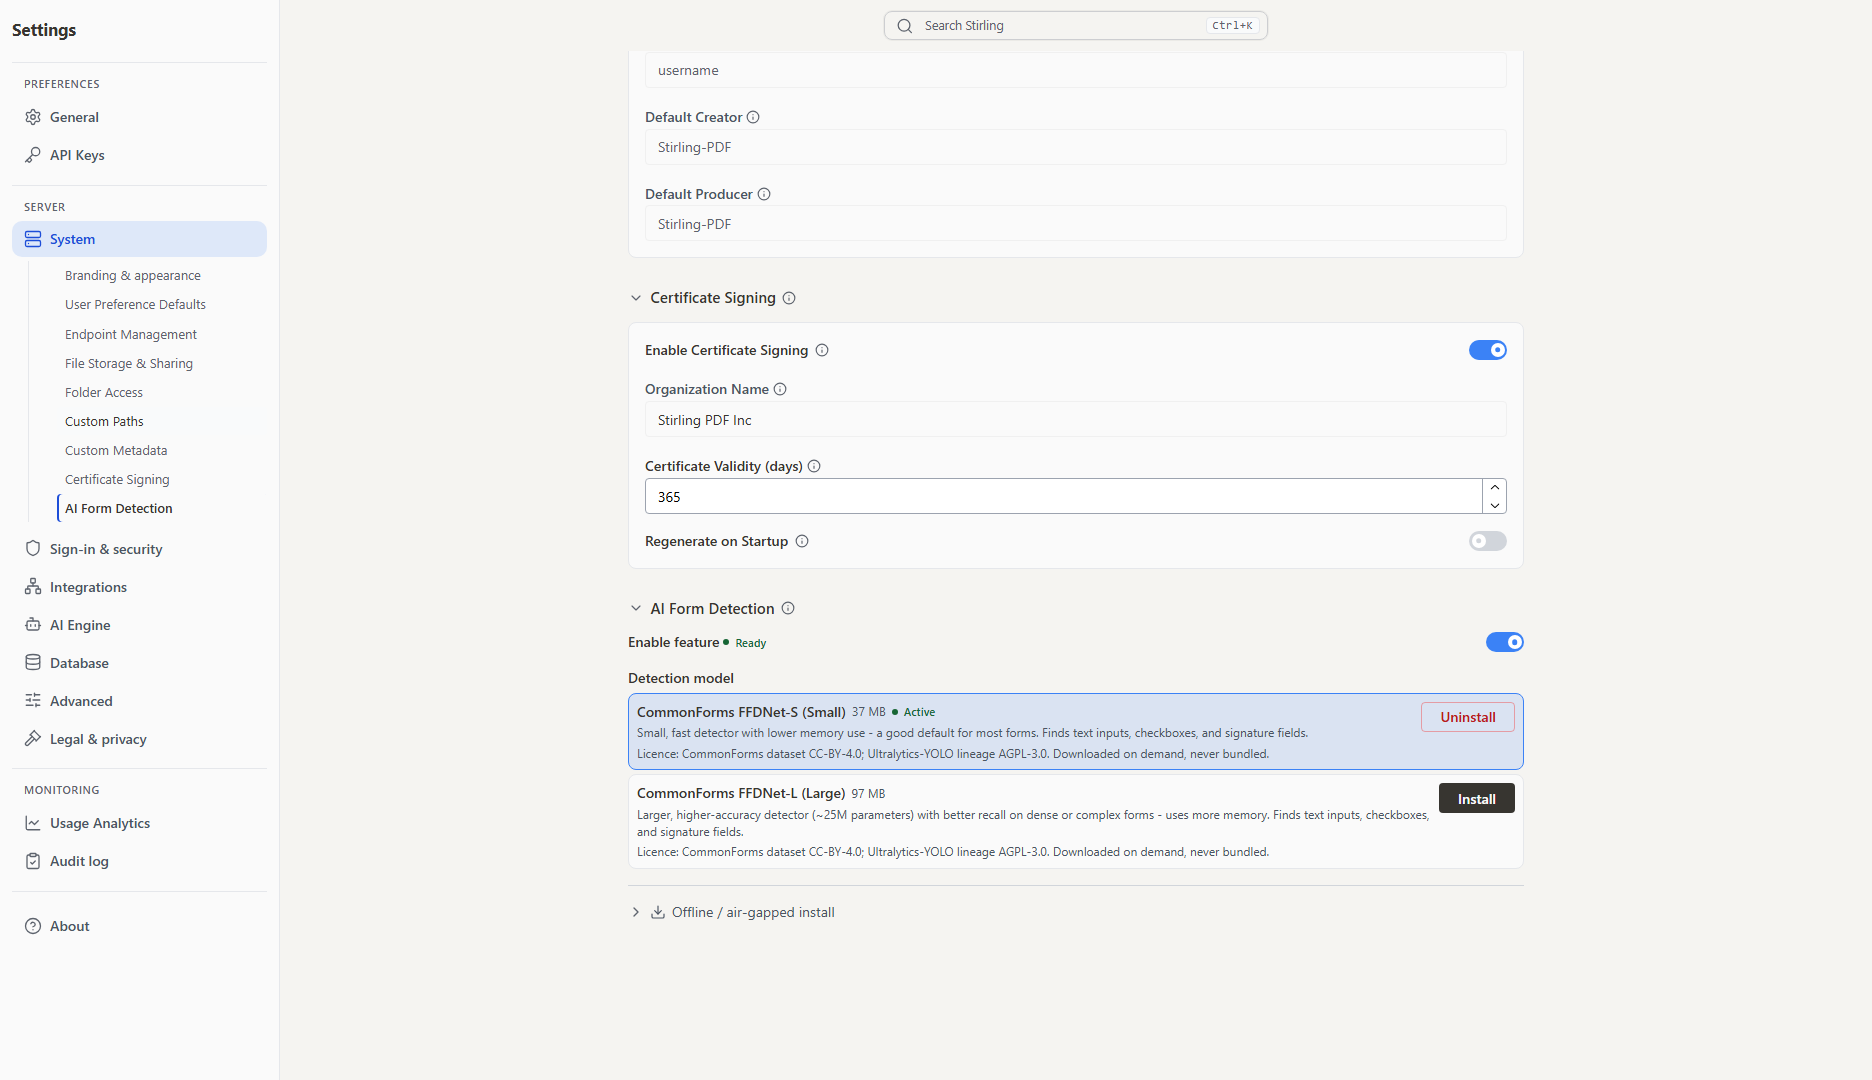 Settings
PREFERENCES
General
API Keys
SERVER
System
Branding & appearance
User Preference Defaults
Endpoint Management
File Storage & Sharing
Folder Access
Custom Paths
Custom Metadata
Certificate Signing
AI Form Detection
Sign-in & security
Integrations
AI Engine
Database
Advanced
Legal & privacy
MONITORING
Usage Analytics
Audit log
About
Search Stirling Ctrl+K
username
Default Creator
Stirling-PDF
Default Producer
Stirling-PDF
Certificate Signing
Enable Certificate Signing
Organization Name
Stirling PDF Inc
Certificate Validity (days)
365
Regenerate on Startup
AI Form Detection
Enable feature Ready
Detection model
CommonForms FFDNet-S (Small) 37 MB Active
Uninstall
Small, fast detector with lower memory use - a good default for most forms. Finds text inputs, checkboxes, and signature fields.
Licence: CommonForms dataset CC-BY-4.0; Ultralytics-YOLO lineage AGPL-3.0. Downloaded on demand, never bundled.
CommonForms FFDNet-L (Large) 97 MB
Install
Larger, higher-accuracy detector (~25M parameters) with better recall on dense or complex forms - uses more memory. Finds text inputs, checkboxes,
and signature fields.
Licence: CommonForms dataset CC-BY-4.0; Ultralytics-YOLO lineage AGPL-3.0. Downloaded on demand, never bundled.
Offline / air-gapped install